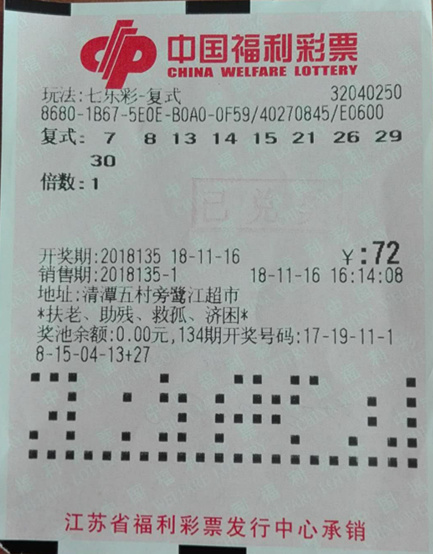 中国福利彩票
CHINA WELFARE LOTTERY
玩法:七乐彩-复式 32040250
8680-1B67-5E0E-B0A0-0F59/40270845/E0600
复式: 7 8 13 14 15 21 26 29
30
倍数:1
已兑奖
开奖期:2018135 18-11-16 ¥:72
销售期:2018135-1 18-11-16 16:14:08
地址:清潭五村旁鹭江超市
*扶老、助残、救孤、济困*
奖池余额:0.00元,134期开奖号码:17-19-11-1
8-15-04-13+27
江苏省福利彩票发行中心承销